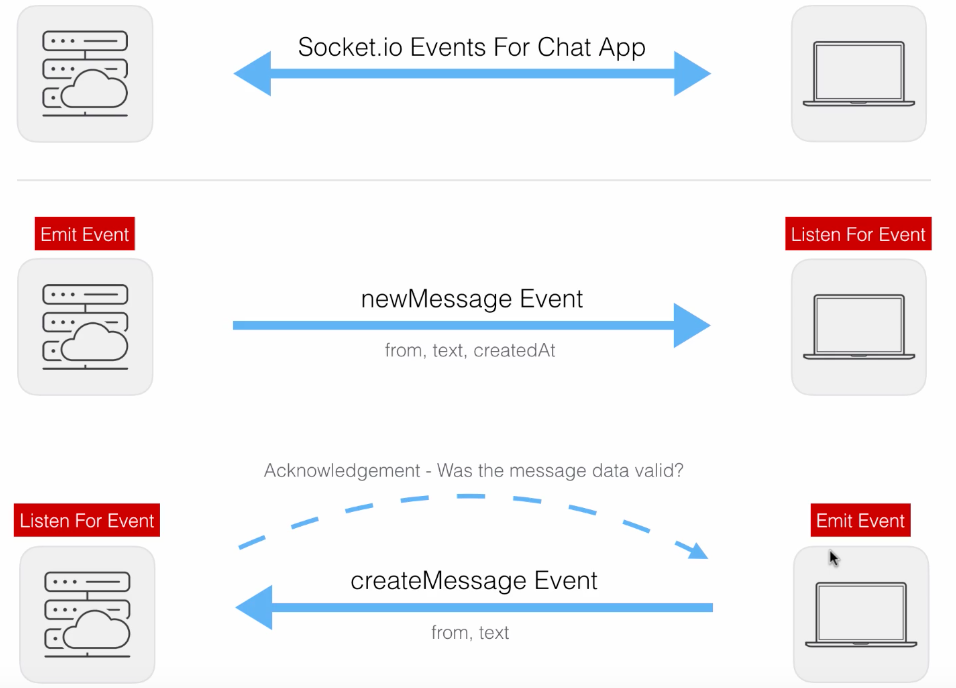 Socket.io Events For Chat App
Emit Event
Listen For Event
newMessage Event
from, text, createdAt
Acknowledgement - Was the message data valid?
Listen For Event
Emit Event
createMessage Event
from, text